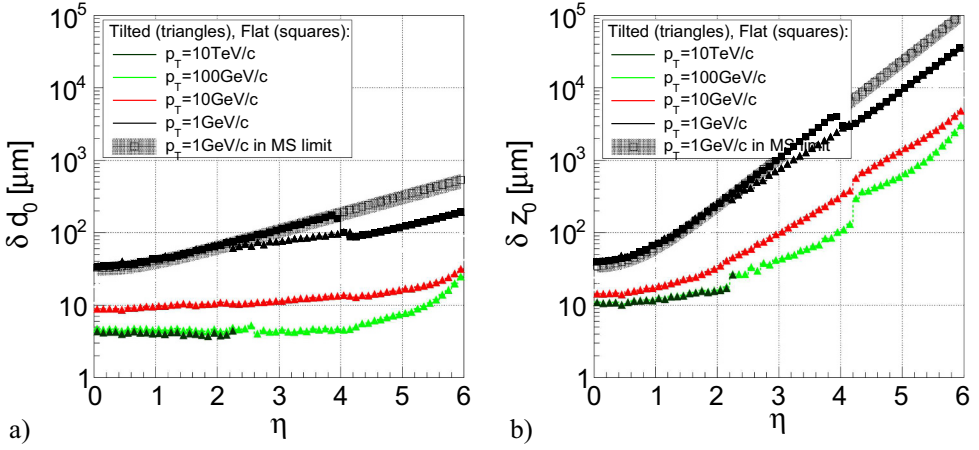 Tilted (triangles), Flat (squares):
p_T=10TeV/c
p_T=100GeV/c
p_T=10GeV/c
p_T=1GeV/c
p_T=1GeV/c in MS limit
δ d_0 [μm]
10^5
10^4
10^3
10^2
10
1
0 1 2 3 4 5 6
η
a)
Tilted (triangles), Flat (squares):
p_T=10TeV/c
p_T=100GeV/c
p_T=10GeV/c
p_T=1GeV/c
p_T=1GeV/c in MS limit
δ z_0 [μm]
10^5
10^4
10^3
10^2
10
1
0 1 2 3 4 5 6
η
b)